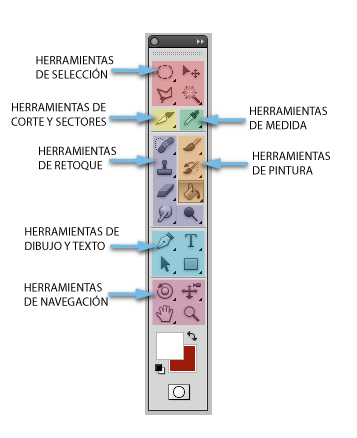 HERRAMIENTAS
DE SELECCIÓN
HERRAMIENTAS DE
CORTE Y SECTORES
HERRAMIENTAS
DE MEDIDA
HERRAMIENTAS
DE RETOQUE
HERRAMIENTAS
DE PINTURA
HERRAMIENTAS DE
DIBUJO Y TEXTO
T
HERRAMIENTAS
DE NAVEGACIÓN